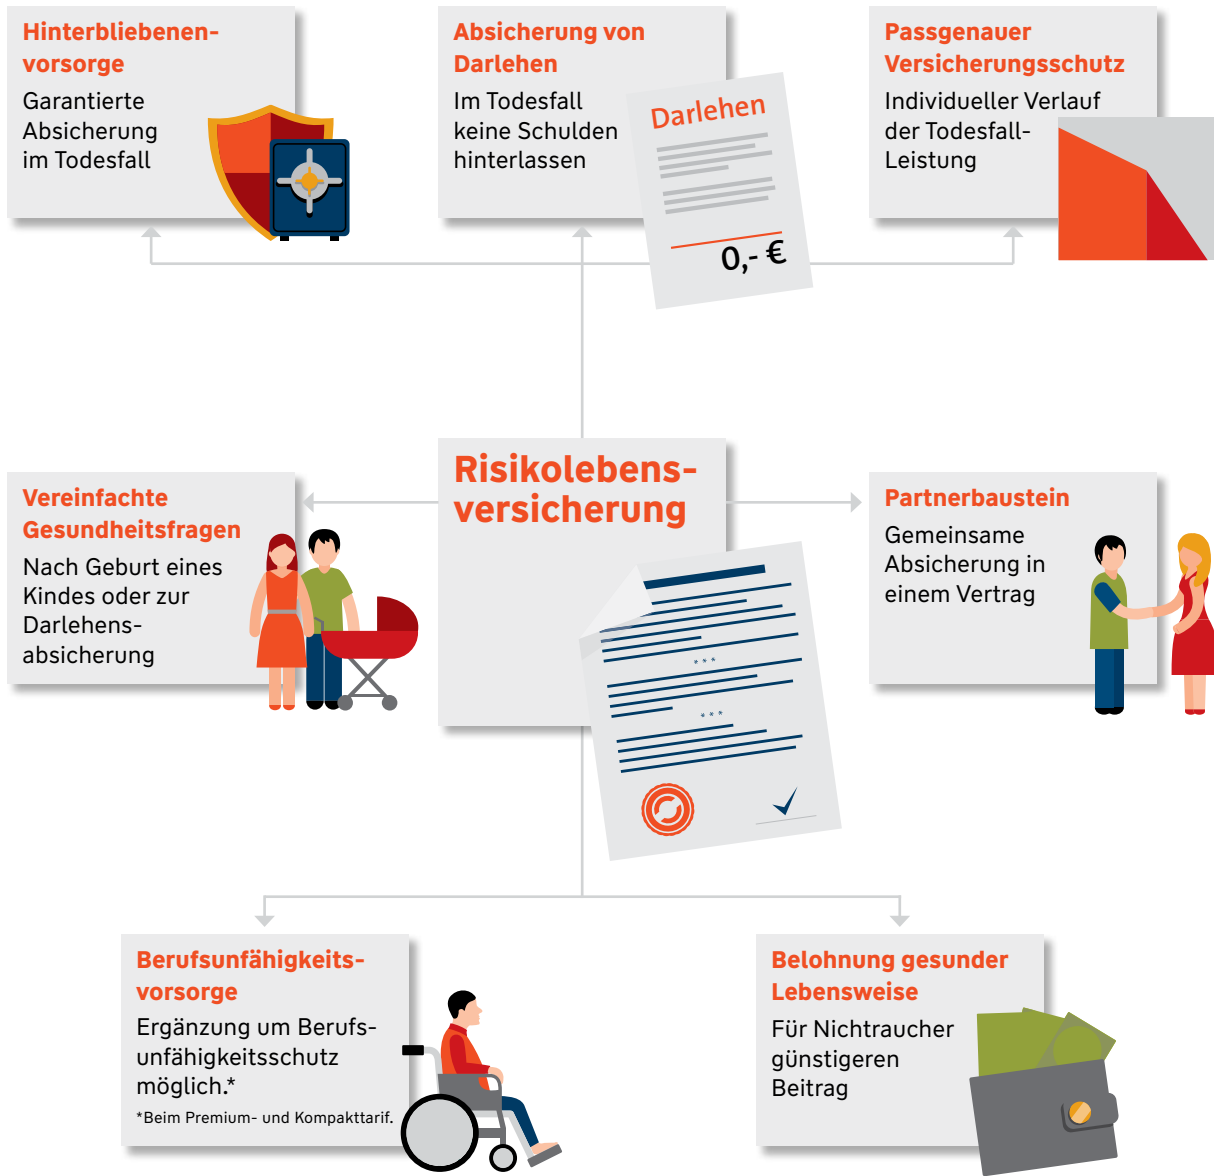 Hinterbliebenen-
vorsorge
Garantierte
Absicherung
im Todesfall
Absicherung von
Darlehen
Im Todesfall
keine Schulden
hinterlassen
Darlehen
0,- €
Passgenauer
Versicherungsschutz
Individueller Verlauf
der Todesfall-
Leistung
Vereinfachte
Gesundheitsfragen
Nach Geburt eines
Kindes oder zur
Darlehens-
absicherung
Risikolebens-
versicherung
* * *
* * *
Partnerbaustein
Gemeinsame
Absicherung in
einem Vertrag
Berufsunfähigkeits-
vorsorge
Ergänzung um Berufs-
unfähigkeitsschutz
möglich.*
*Beim Premium- und Kompakttarif.
Belohnung gesunder
Lebensweise
Für Nichtraucher
günstigeren
Beitrag